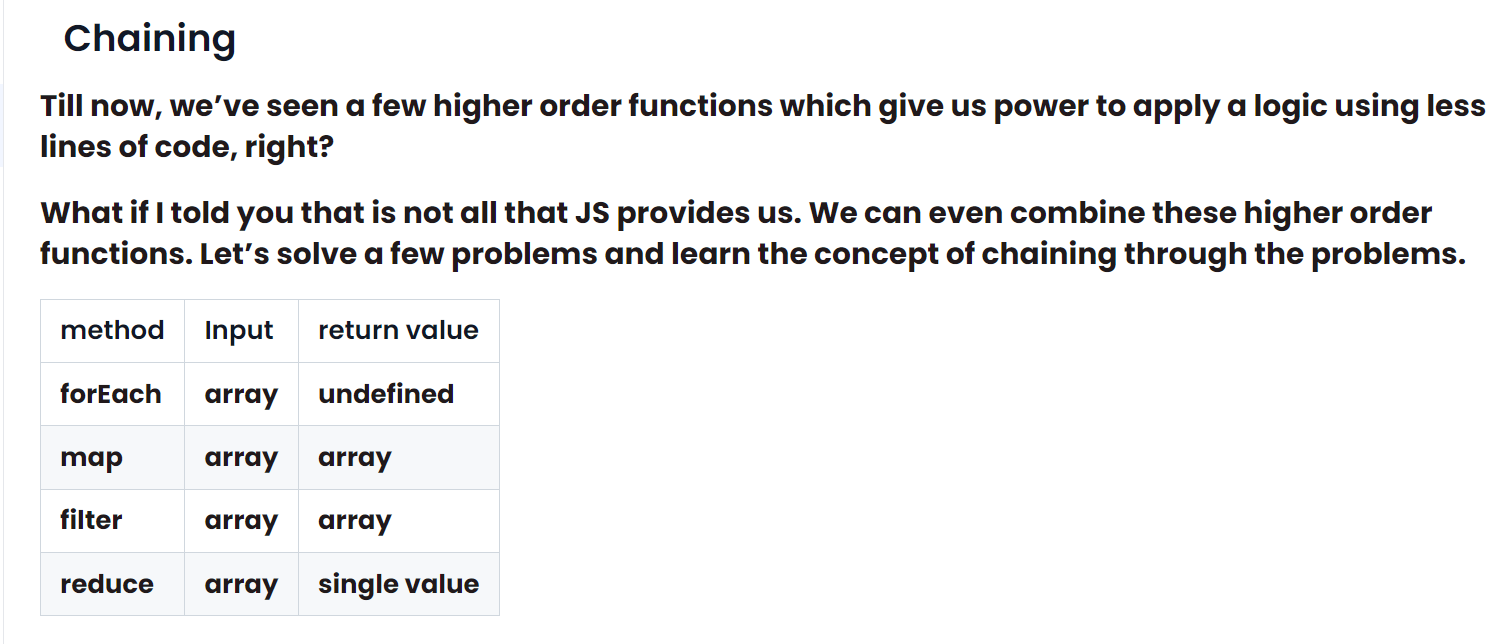 Chaining
Till now, we’ve seen a few higher order functions which give us power to apply a logic using less
lines of code, right?
What if I told you that is not all that JS provides us. We can even combine these higher order
functions. Let’s solve a few problems and learn the concept of chaining through the problems.
method Input return value
forEach array undefined
map array array
filter array array
reduce array single value